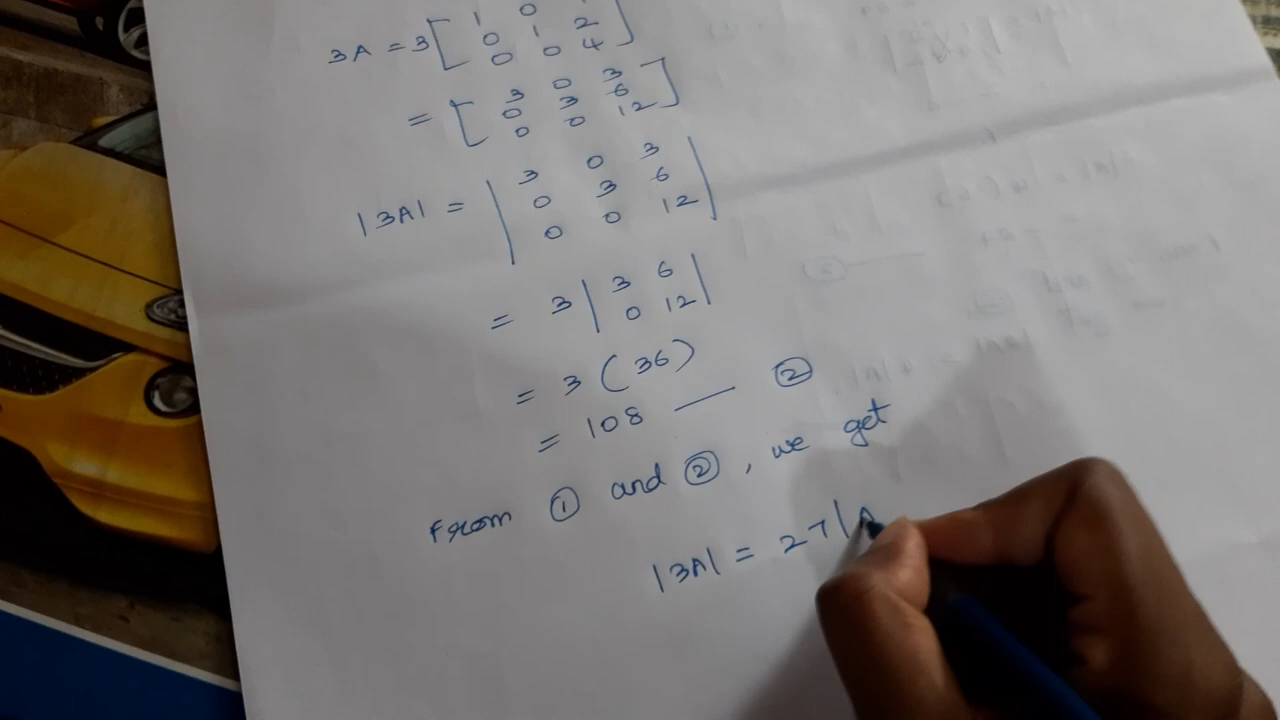 3A = 3 [ 1 0
0 1 2
0 0 4 ]
= [ 3 0 3
0 3 6
0 0 12 ]
|3A| = | 3 0 3
0 3 6
0 0 12 |
= 3 | 3 6
0 12 |
= 3 (36)
= 108 — ②
From ① and ②, we get
|3A| = 27|A